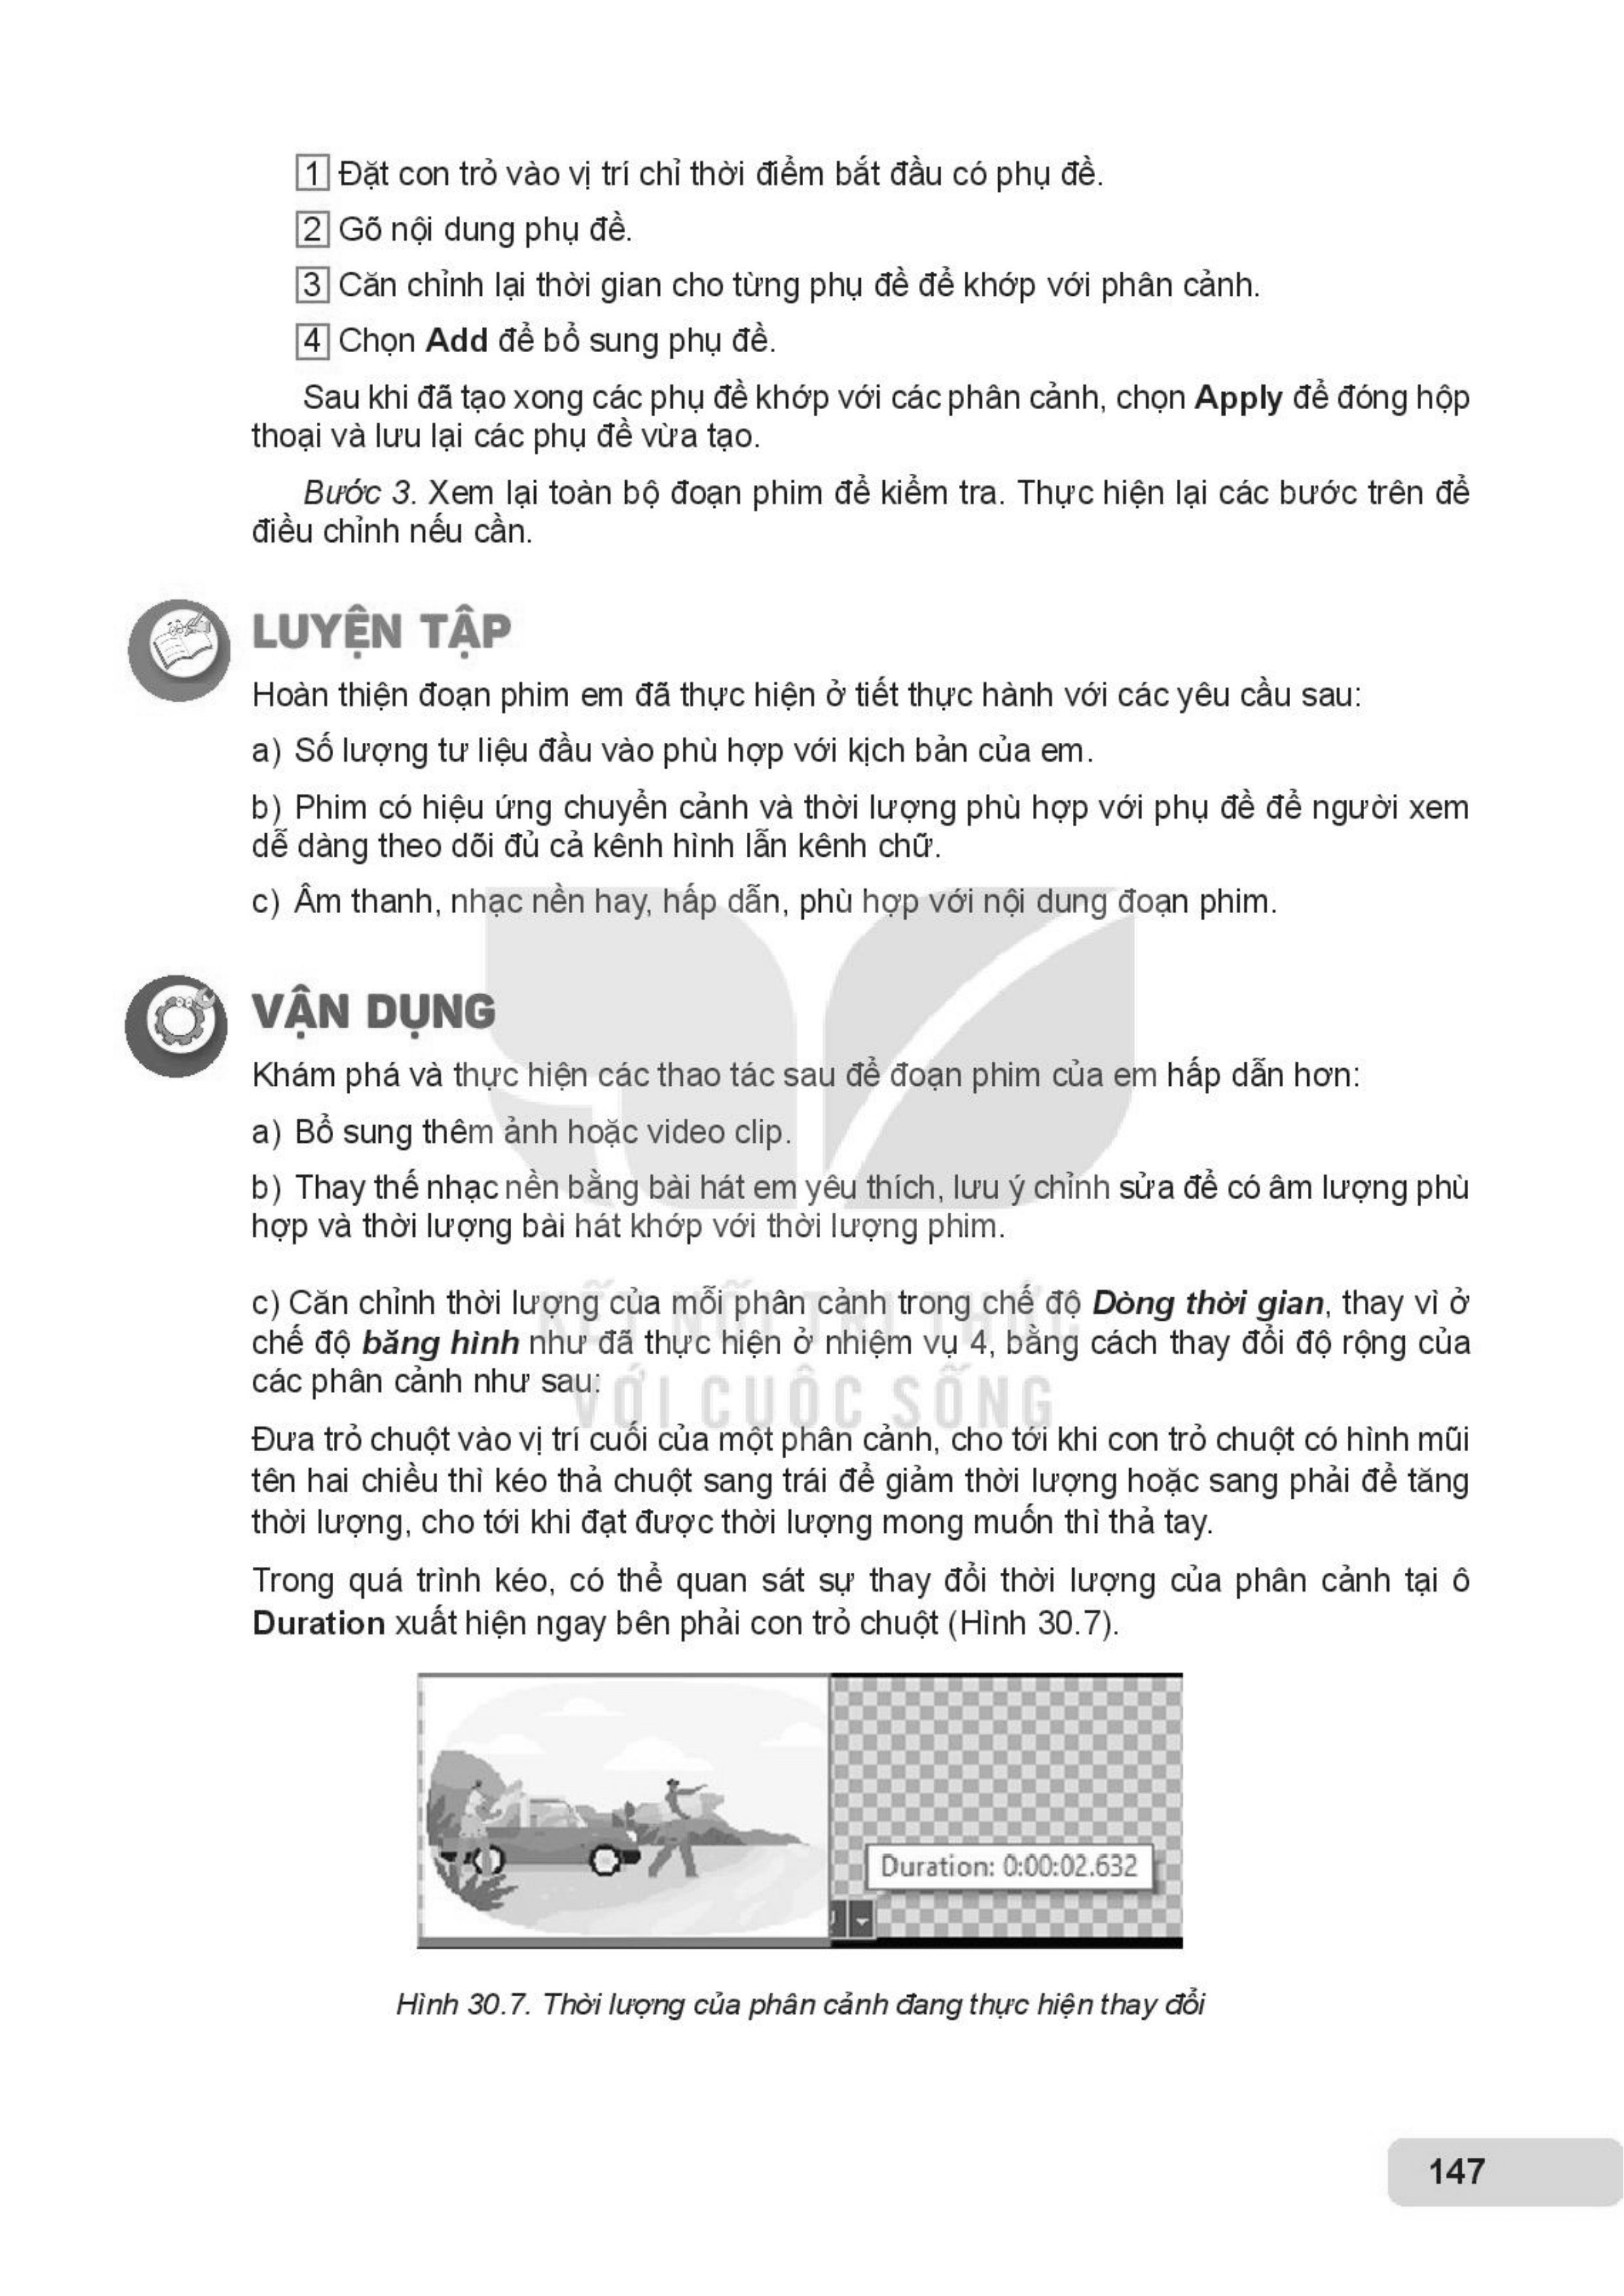 1 Đặt con trỏ vào vị trí chỉ thời điểm bắt đầu có phụ đề.
2 Gõ nội dung phụ đề.
3 Căn chỉnh lại thời gian cho từng phụ đề để khớp với phân cảnh.
4 Chọn Add để bổ sung phụ đề.
Sau khi đã tạo xong các phụ đề khớp với các phân cảnh, chọn Apply để đóng hộp
thoại và lưu lại các phụ đề vừa tạo.
Bước 3. Xem lại toàn bộ đoạn phim để kiểm tra. Thực hiện lại các bước trên để
điều chỉnh nếu cần.
LUYỆN TẬP
Hoàn thiện đoạn phim em đã thực hiện ở tiết thực hành với các yêu cầu sau:
a) Số lượng tư liệu đầu vào phù hợp với kịch bản của em.
b) Phim có hiệu ứng chuyển cảnh và thời lượng phù hợp với phụ đề để người xem
dễ dàng theo dõi đủ cả kênh hình lẫn kênh chữ.
c) Âm thanh, nhạc nền hay, hấp dẫn, phù hợp với nội dung đoạn phim.
VẬN DỤNG
Khám phá và thực hiện các thao tác sau để đoạn phim của em hấp dẫn hơn:
a) Bổ sung thêm ảnh hoặc video clip.
b) Thay thế nhạc nền bằng bài hát em yêu thích, lưu ý chỉnh sửa để có âm lượng phù
hợp và thời lượng bài hát khớp với thời lượng phim.
c) Căn chỉnh thời lượng của mỗi phân cảnh trong chế độ Dòng thời gian, thay vì ở
chế độ băng hình như đã thực hiện ở nhiệm vụ 4, bằng cách thay đổi độ rộng của
các phân cảnh như sau:
Đưa trỏ chuột vào vị trí cuối của một phân cảnh, cho tới khi con trỏ chuột có hình mũi
tên hai chiều thì kéo thả chuột sang trái để giảm thời lượng hoặc sang phải để tăng
thời lượng, cho tới khi đạt được thời lượng mong muốn thì thả tay.
Trong quá trình kéo, có thể quan sát sự thay đổi thời lượng của phân cảnh tại ô
Duration xuất hiện ngay bên phải con trỏ chuột (Hình 30.7).
KẾT NỐI TRI THỨC
VỚI CUỘC SỐNG
Duration: 0:00:02.632
Hình 30.7. Thời lượng của phân cảnh đang thực hiện thay đổi
147